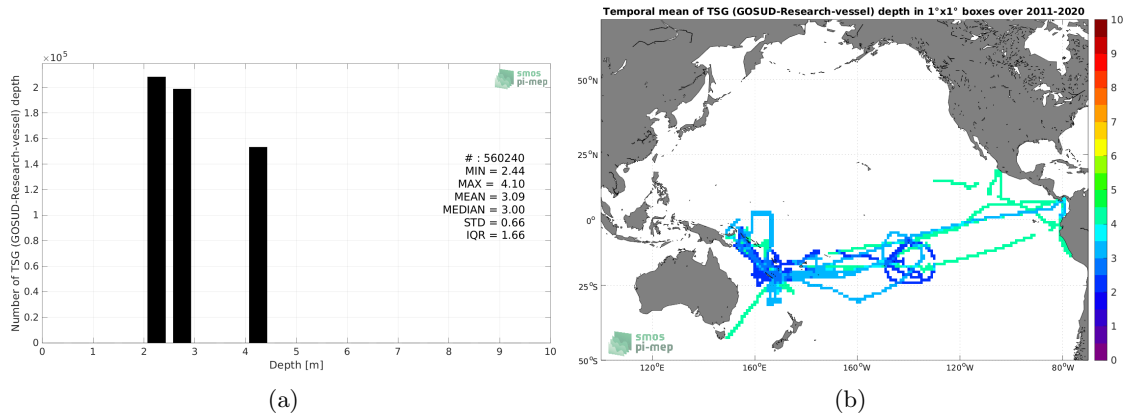 ×10⁵
Number of TSG (GOSUD-Research-vessel) depth
2
1.8
1.6
1.4
1.2
1
0.8
0.6
0.4
0.2
0
smos
pi-mep
# : 560240
MIN = 2.44
MAX = 4.10
MEAN = 3.09
MEDIAN = 3.00
STD = 0.66
IQR = 1.66
0 1 2 3 4 5 6 7 8 9 10
Depth [m]
(a)
Temporal mean of TSG (GOSUD-Research-vessel) depth in 1°x1° boxes over 2011-2020
50°N
25°N
0°
25°S
50°S
smos
pi-mep
120°E 160°E 160°W 120°W 80°W
10
9
8
7
6
5
4
3
2
1
0
(b)